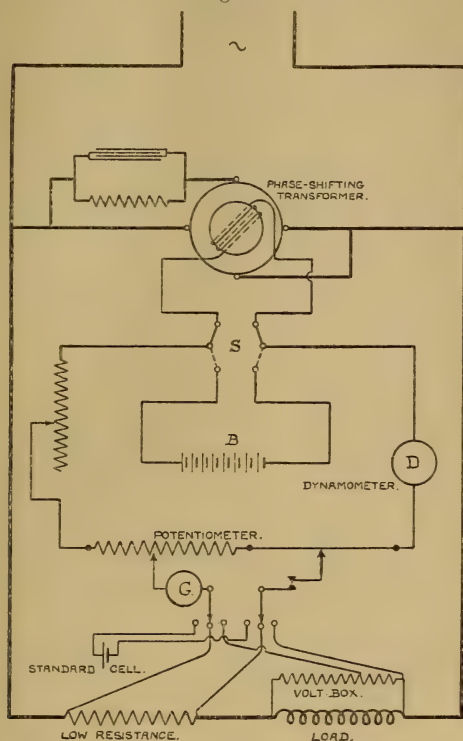 ~
PHASE-SHIFTING
TRANSFORMER.
S
B
D
DYNAMOMETER.
POTENTIOMETER.
G.
STANDARD CELL.
VOLT-BOX.
LOW RESISTANCE.
LOAD.